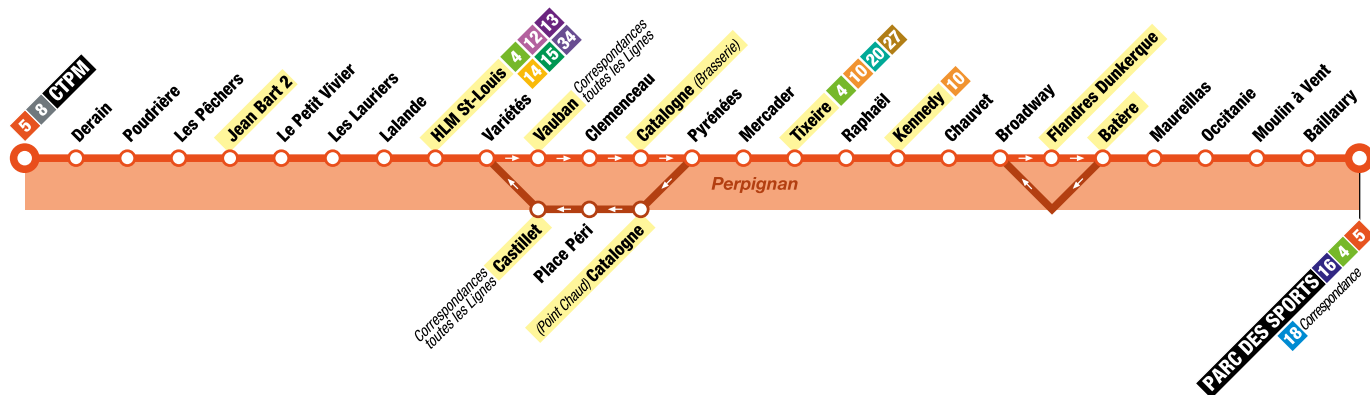 5 8 CTPM
Derain
Poudrière
Les Pêchers
Jean Bart 2
Le Petit Vivier
Les Lauriers
Lalande
HLM St-Louis 4 12 13
14 15 34
Variétés
Vauban Correspondances
toutes les Lignes
Clemenceau
Catalogne (Brasserie)
Pyrénées
Mercader
Tixeire 4 10 20 27
Raphaël
Kennedy 10
Chauvet
Broadway
Flandres Dunkerque
Batère
Maureillas
Occitanie
Moulin à Vent
Baillaury
Perpignan
Correspondances
toutes les Lignes
Castillet
Place Péri
(Point Chaud) Catalogne
PARC DES SPORTS 16 4 5
18 Correspondance